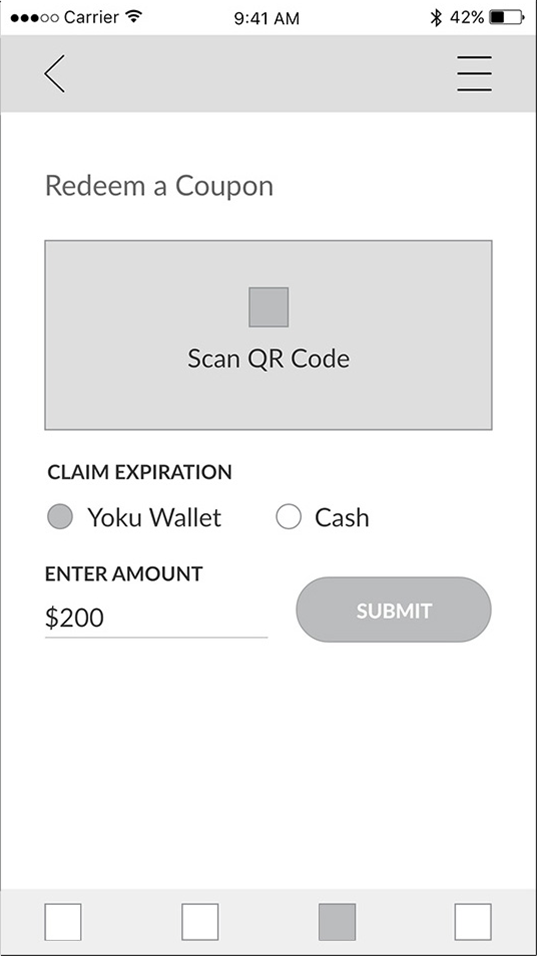 Carrier 9:41 AM 42%
Redeem a Coupon
Scan QR Code
CLAIM EXPIRATION
Yoku Wallet Cash
ENTER AMOUNT
$200
SUBMIT